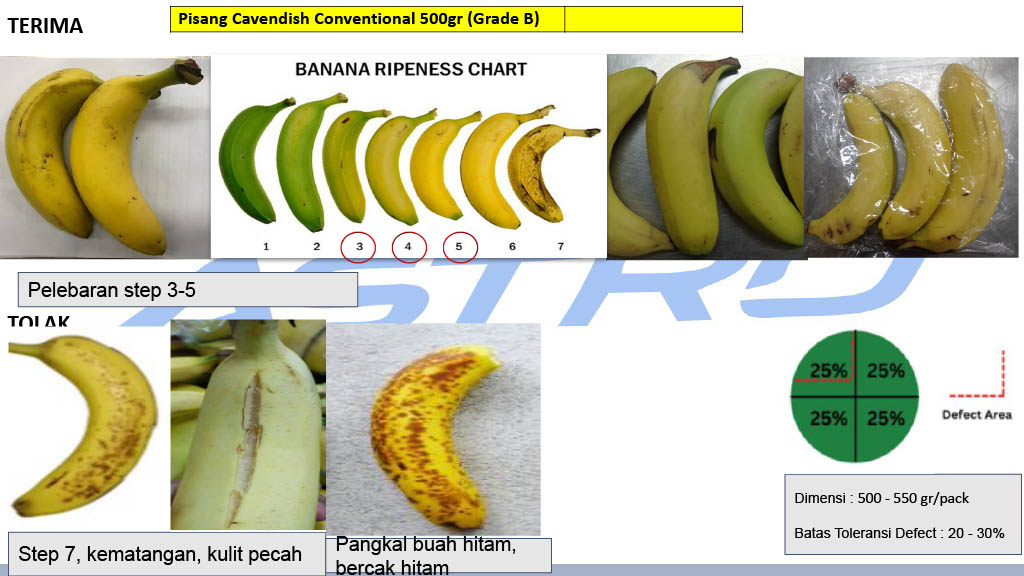 TERIMA
Pisang Cavendish Conventional 500gr (Grade B)
BANANA RIPENESS CHART
1 2 3 4 5 6 7
Pelebaran step 3-5
ASTRO
TOLAK
25% 25%
25% 25%
Defect Area
Dimensi : 500 - 550 gr/pack
Batas Toleransi Defect : 20 - 30%
Step 7, kematangan, kulit pecah
Pangkal buah hitam,
bercak hitam